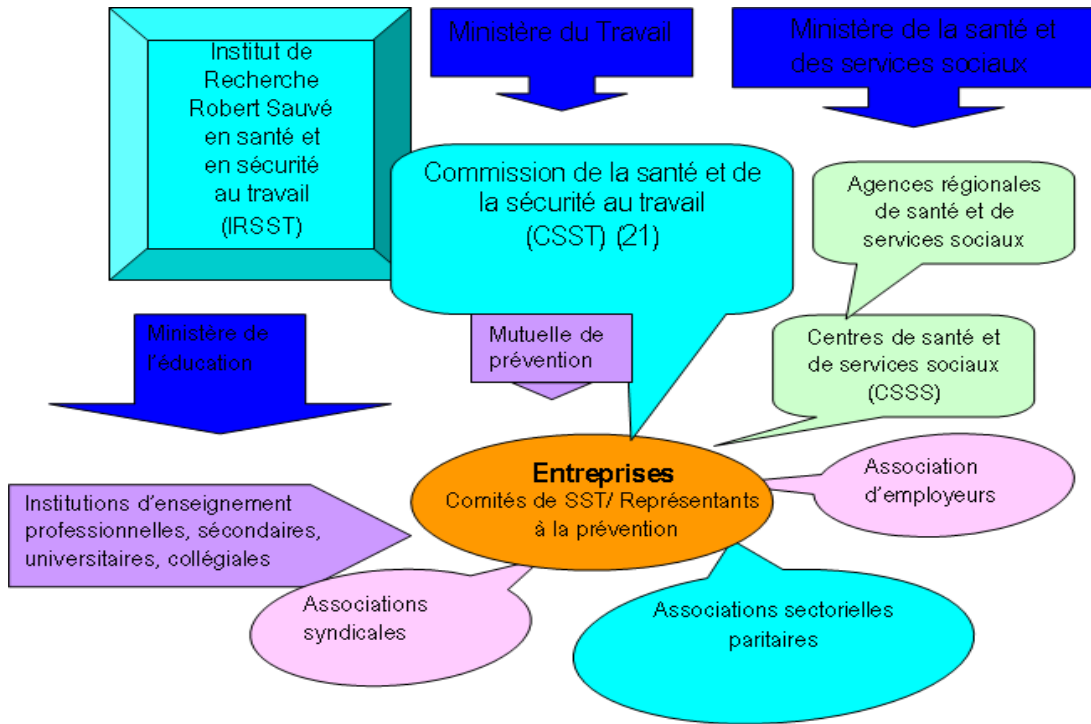 Institut de
Recherche
Robert Sauvé
en santé et
en sécurité
au travail
(IRSST)
Ministère du Travail
Ministère de la santé et
des services sociaux
Commission de la santé et de
la sécurité au travail
(CSST) (21)
Agences régionales
de santé et de
services sociaux
Ministère de
l'éducation
Mutuelle de
prévention
Centres de santé et
de services sociaux
(CSSS)
Entreprises
Comités de SST/ Représentants
à la prévention
Association
d'employeurs
Institutions d'enseignement
professionnelles, sécondaires,
universitaires, collégiales
Associations
syndicales
Associations sectorielles
paritaires